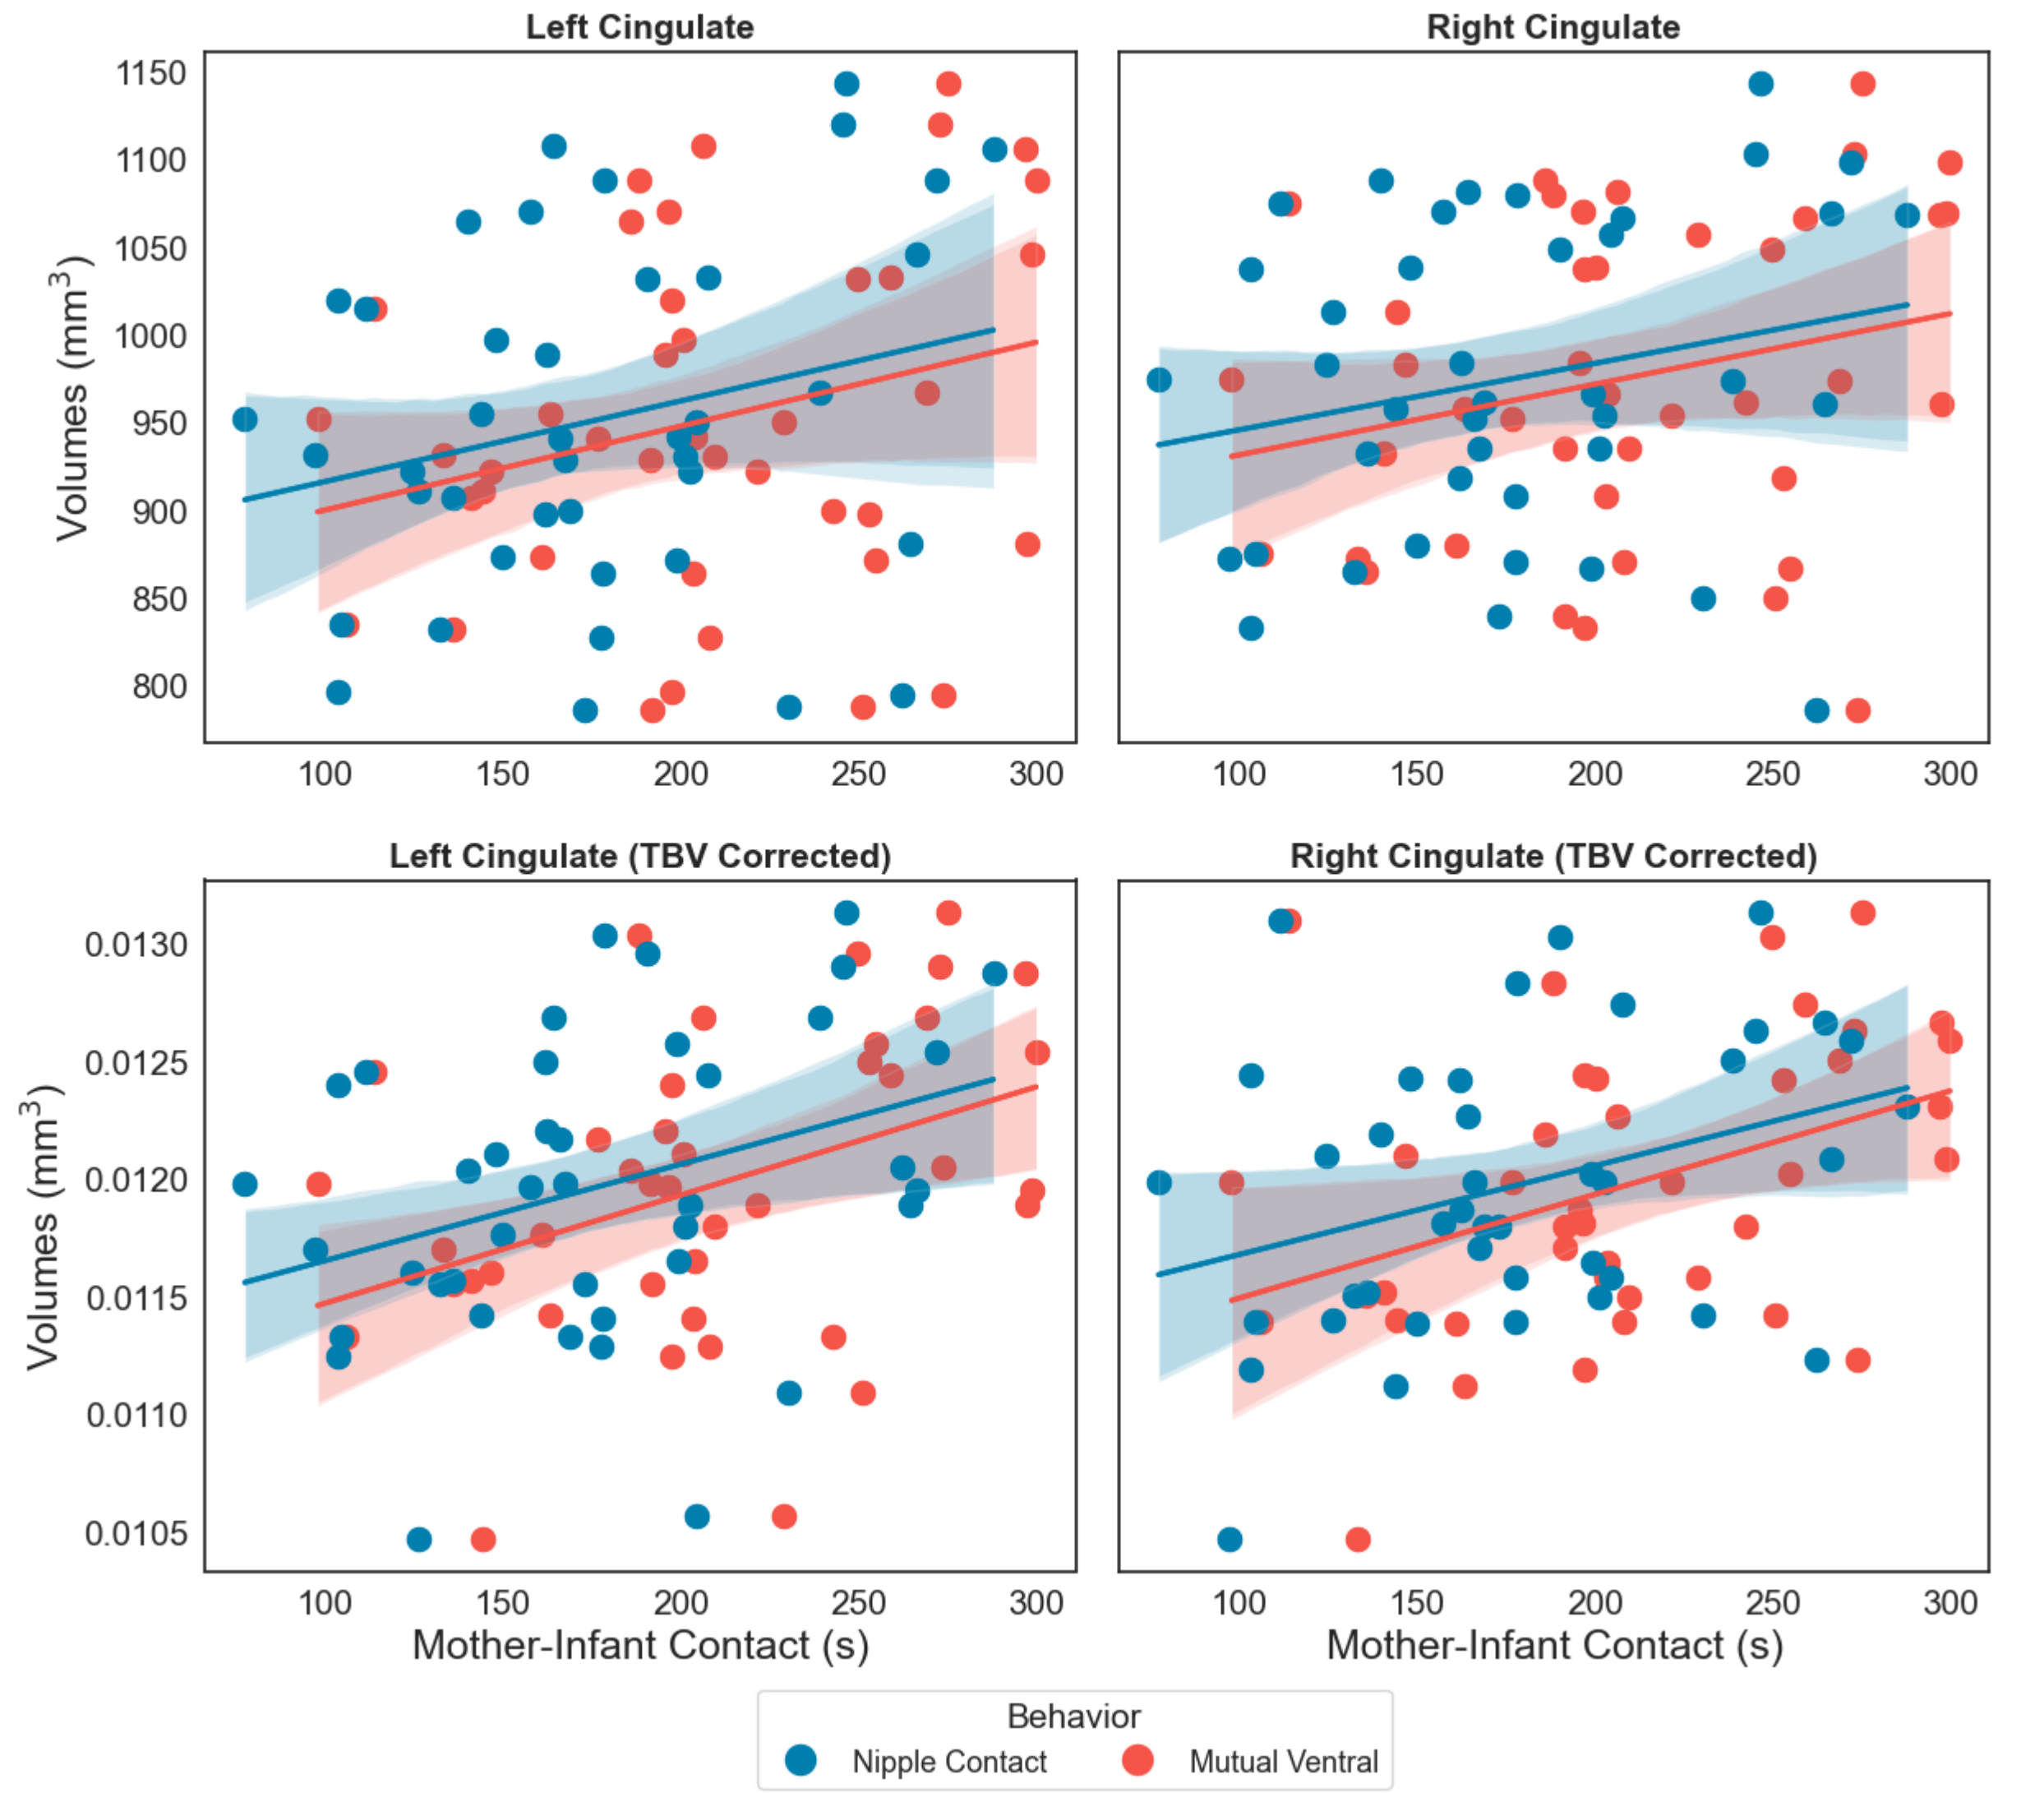 Left Cingulate
Right Cingulate
Volumes (mm³)
1150
1100
1050
1000
950
900
850
800
100 150 200 250 300
100 150 200 250 300
Left Cingulate (TBV Corrected)
Right Cingulate (TBV Corrected)
Volumes (mm³)
0.0130
0.0125
0.0120
0.0115
0.0110
0.0105
100 150 200 250 300
100 150 200 250 300
Mother-Infant Contact (s)
Mother-Infant Contact (s)
Behavior
Nipple Contact
Mutual Ventral